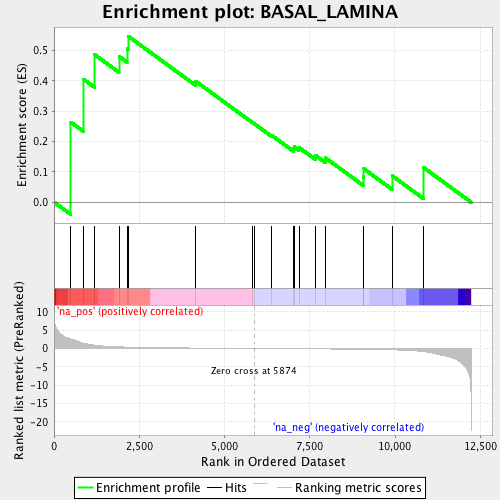 Enrichment plot: BASAL_LAMINA
Enrichment score (ES)
0.5
0.4
0.3
0.2
0.1
0.0
'na_pos' (positively correlated)
Ranked list metric (PreRanked)
10
5
0
-5
-10
-15
-20
Zero cross at 5874
'na_neg' (negatively correlated)
0
2,500
5,000
7,500
10,000
12,500
Rank in Ordered Dataset
Enrichment profile
Hits
Ranking metric scores